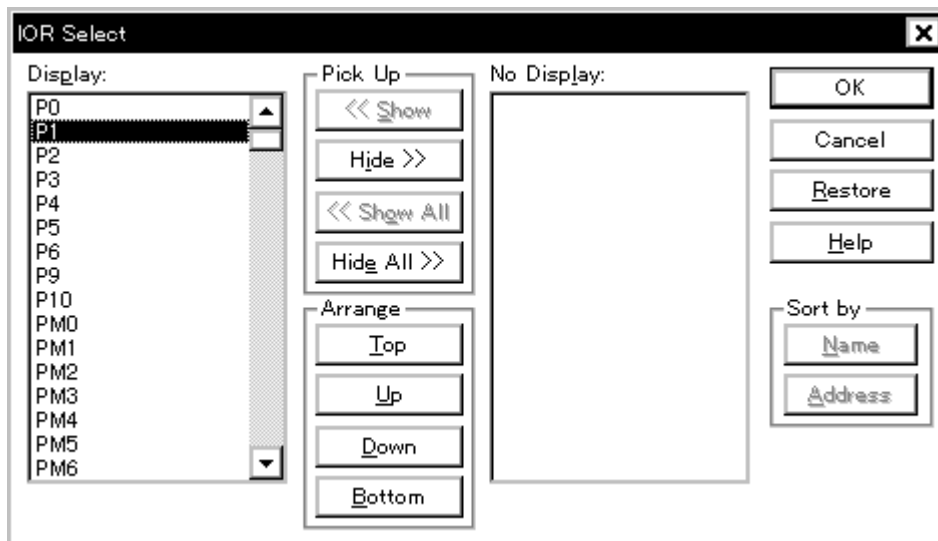 IOR Select
Display:
P0
P1
P2
P3
P4
P5
P6
P9
P10
PM0
PM1
PM2
PM3
PM4
PM5
PM6
Pick Up
<< Show
Hide >>
<< Show All
Hide All >>
Arrange
Top
Up
Down
Bottom
No Display:
OK
Cancel
Restore
Help
Sort by
Name
Address